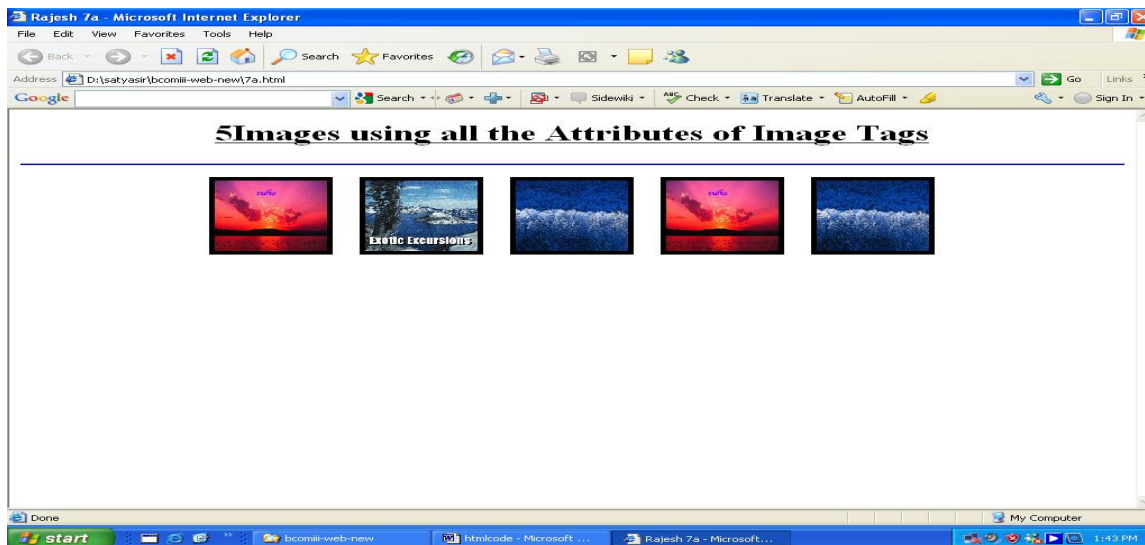 Rajesh 7a - Microsoft Internet Explorer
File Edit View Favorites Tools Help
Back Search Favorites
Address D:\satyasir\bcomiii-web-new\7a.html Go Links
Google Search Sidewiki Check Translate AutoFill Sign In
5Images using all the Attributes of Image Tags
Exotic Excursions
Done My Computer
start bcomiii-web-new htmlcode - Microsoft ... Rajesh 7a - Microsoft... 1:43 PM